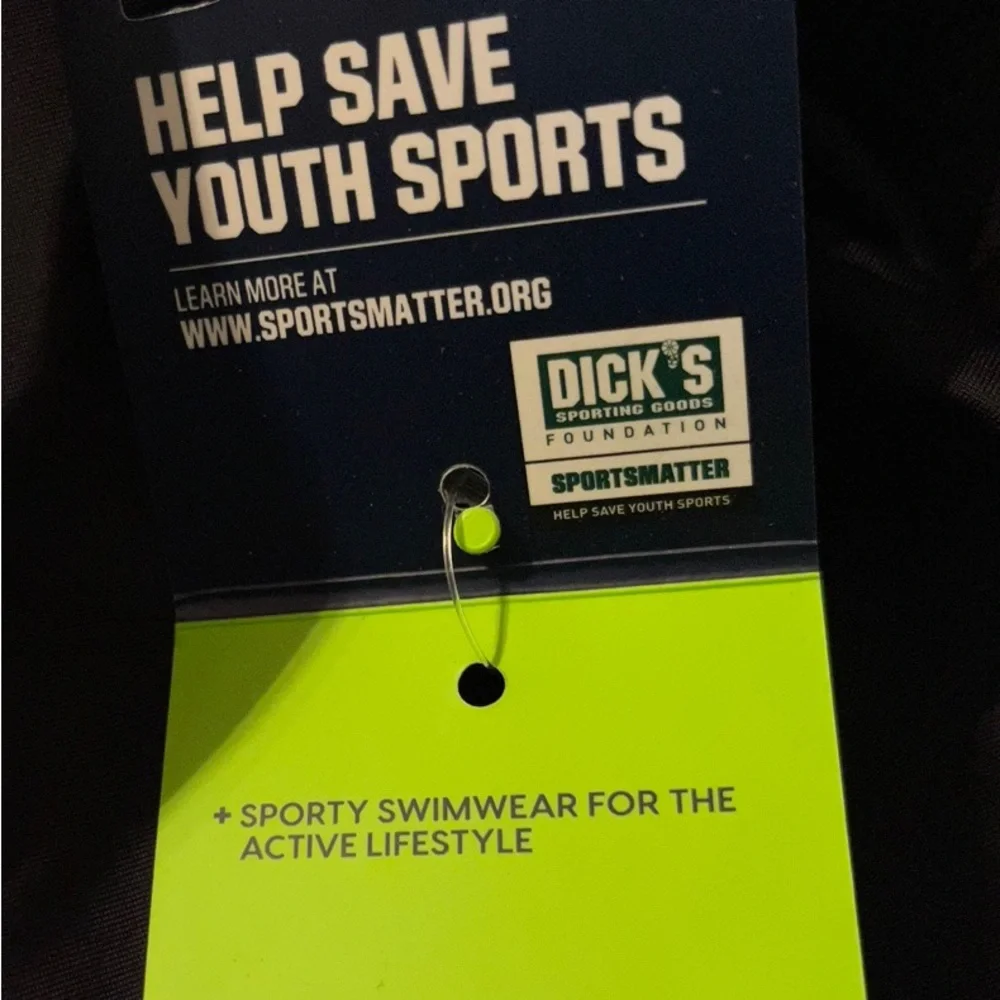 HELP SAVE
YOUTH SPORTS
LEARN MORE AT
WWW.SPORTSMATTER.ORG
DICK'S
SPORTING GOODS
FOUNDATION
SPORTSMATTER
HELP SAVE YOUTH SPORTS
+ SPORTY SWIMWEAR FOR THE
ACTIVE LIFESTYLE